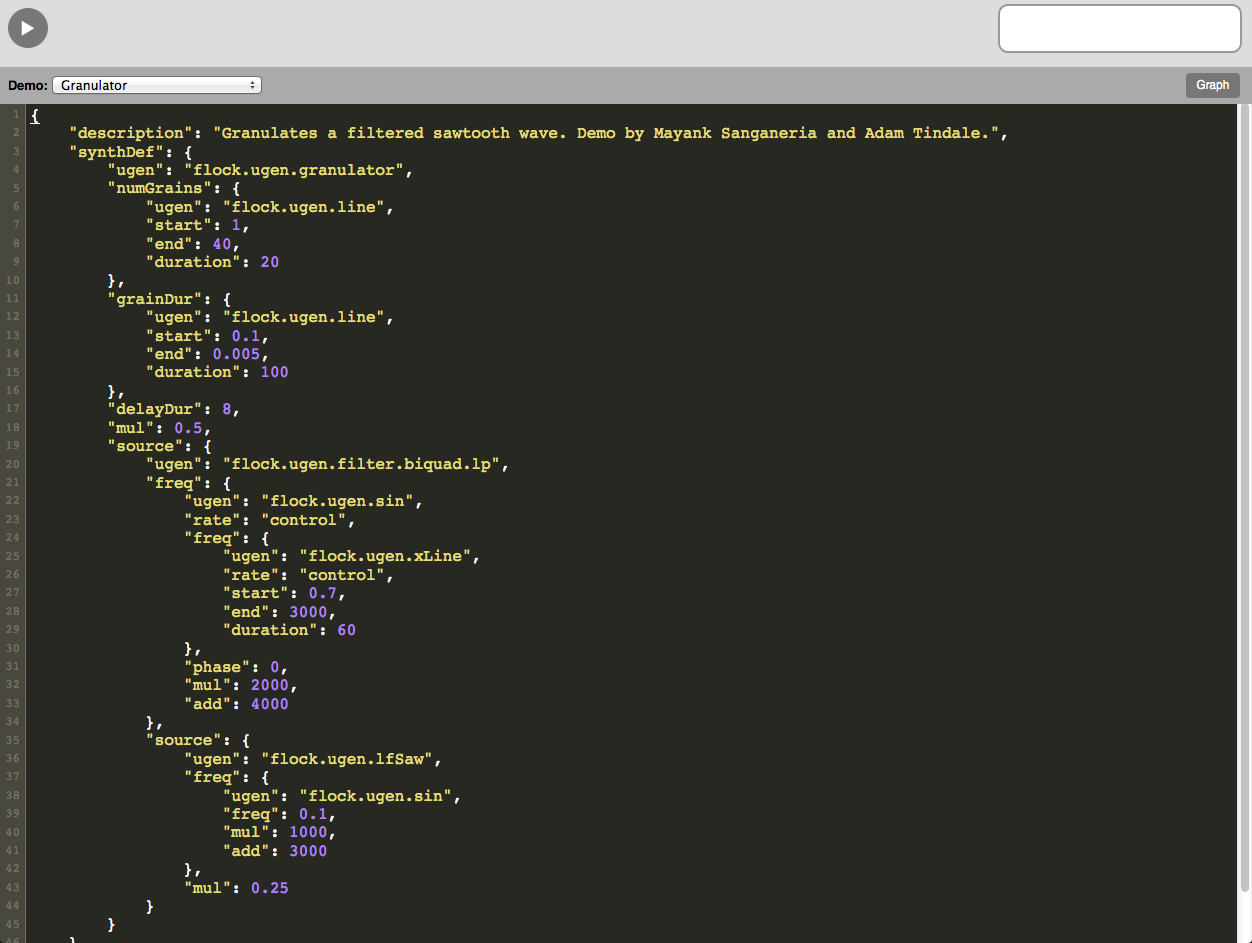 Demo: Granulator
Graph
1 {
2     "description": "Granulates a filtered sawtooth wave. Demo by Mayank Sanganeria and Adam Tindale.",
3     "synthDef": {
4         "ugen": "flock.ugen.granulator",
5         "numGrains": {
6             "ugen": "flock.ugen.line",
7             "start": 1,
8             "end": 40,
9             "duration": 20
10         },
11         "grainDur": {
12             "ugen": "flock.ugen.line",
13             "start": 0.1,
14             "end": 0.005,
15             "duration": 100
16         },
17         "delayDur": 8,
18         "mul": 0.5,
19         "source": {
20             "ugen": "flock.ugen.filter.biquad.lp",
21             "freq": {
22                 "ugen": "flock.ugen.sin",
23                 "rate": "control",
24                 "freq": {
25                     "ugen": "flock.ugen.xLine",
26                     "rate": "control",
27                     "start": 0.7,
28                     "end": 3000,
29                     "duration": 60
30                 },
31                 "phase": 0,
32                 "mul": 2000,
33                 "add": 4000
34             },
35             "source": {
36                 "ugen": "flock.ugen.lfSaw",
37                 "freq": {
38                     "ugen": "flock.ugen.sin",
39                     "freq": 0.1,
40                     "mul": 1000,
41                     "add": 3000
42                 },
43                 "mul": 0.25
44             }
45         }
46     }